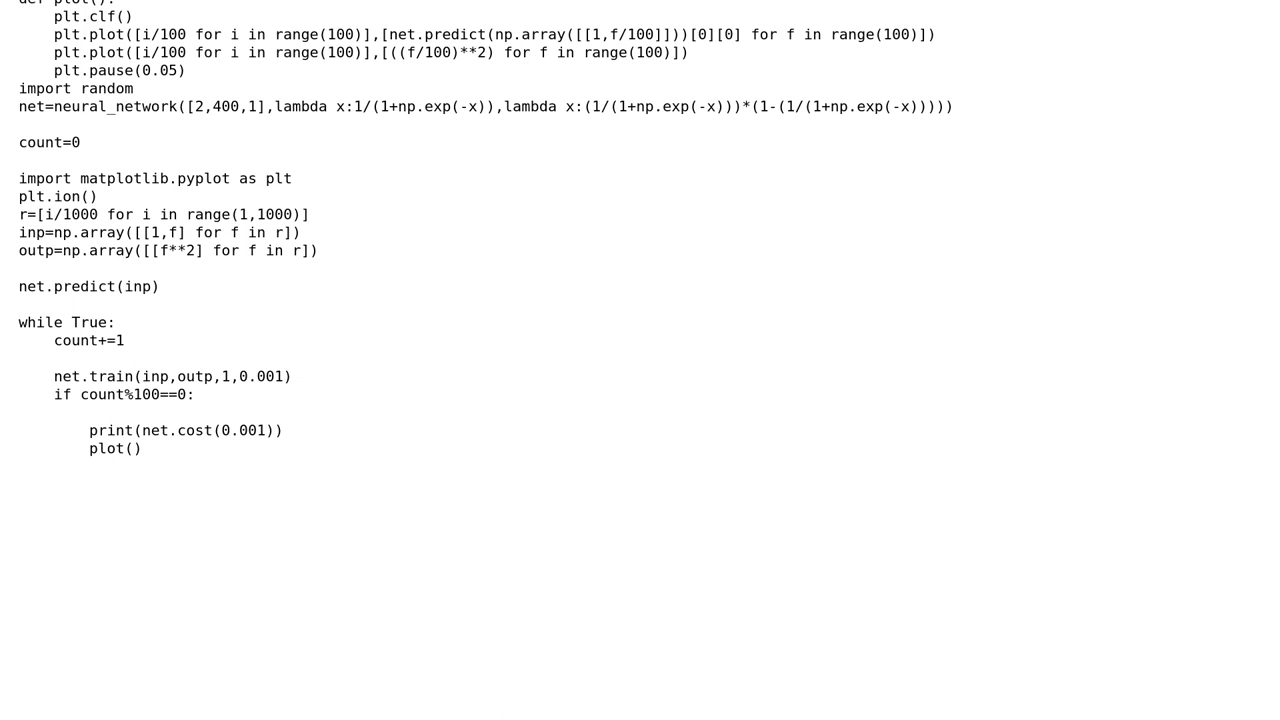 def plot():
    plt.clf()
    plt.plot([i/100 for i in range(100)],[net.predict(np.array([[1,f/100]]))[0][0] for f in range(100)])
    plt.plot([i/100 for i in range(100)],[((f/100)**2) for f in range(100)])
    plt.pause(0.05)
import random
net=neural_network([2,400,1],lambda x:1/(1+np.exp(-x)),lambda x:(1/(1+np.exp(-x)))*(1-(1/(1+np.exp(-x)))))
count=0
import matplotlib.pyplot as plt
plt.ion()
r=[i/1000 for i in range(1,1000)]
inp=np.array([[1,f] for f in r])
outp=np.array([[f**2] for f in r])
net.predict(inp)
while True:
    count+=1
    net.train(inp,outp,1,0.001)
    if count%100==0:
        print(net.cost(0.001))
        plot()